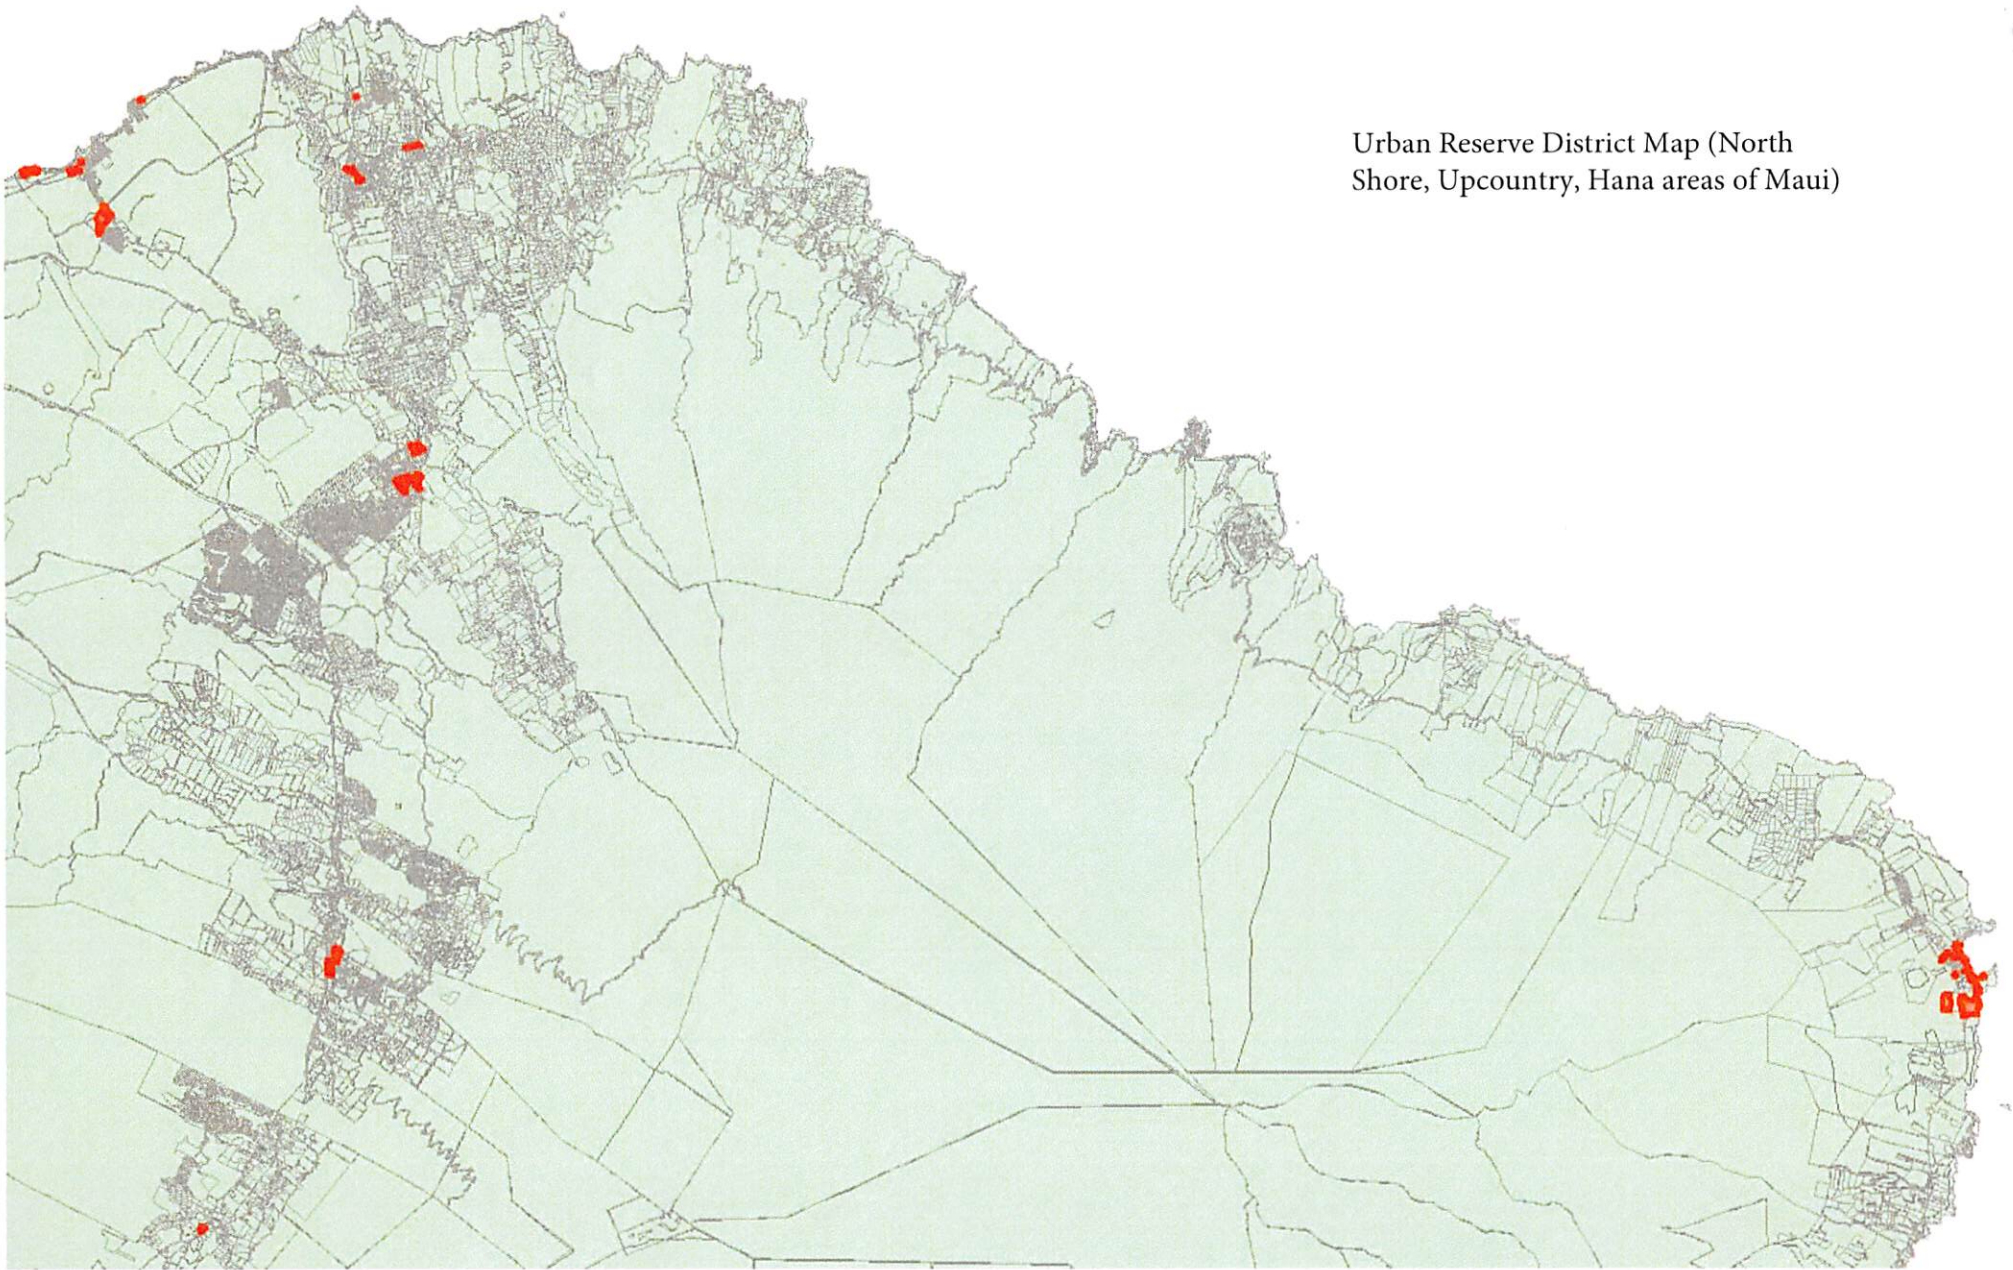 Urban Reserve District Map (North
Shore, Upcountry, Hana areas of Maui)